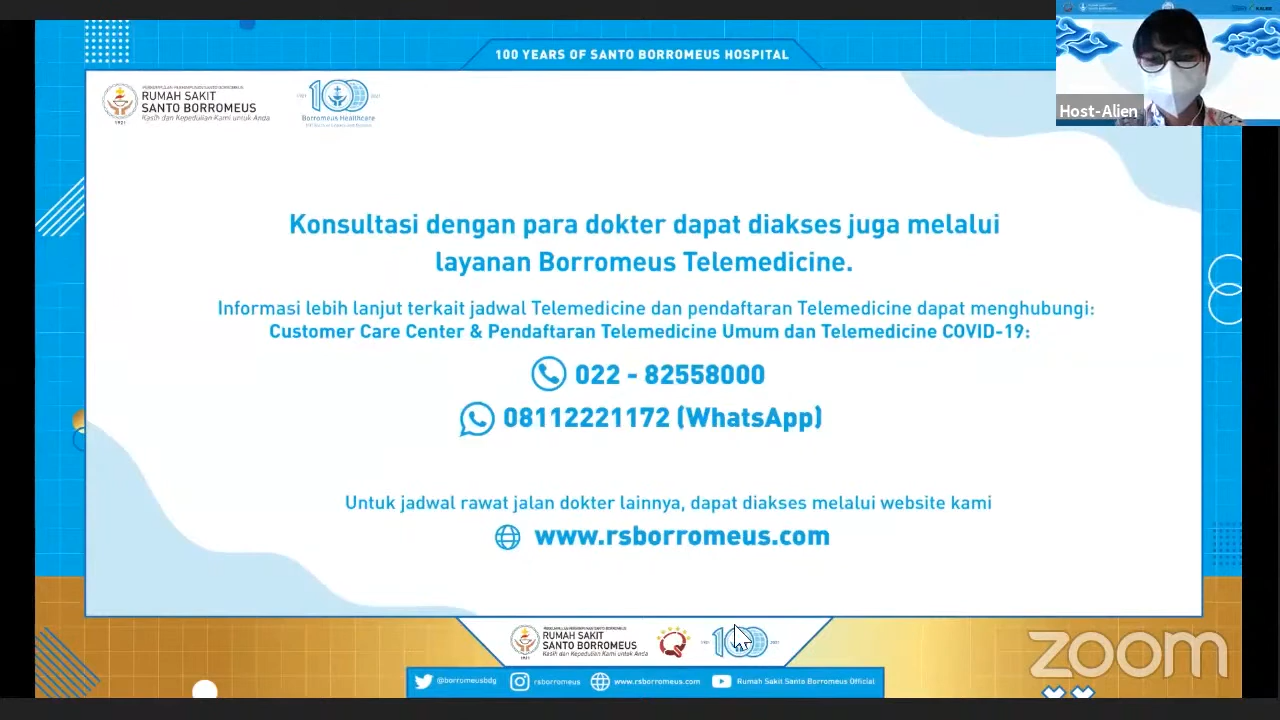 100 YEARS OF SANTO BORROMEUS HOSPITAL
Host-Alien
RUMAH SAKIT
SANTO BORROMEUS
Kasih dan Kepedulian Kami untuk Anda
1921
100
Borromeus Healthcare
Konsultasi dengan para dokter dapat diakses juga melalui
layanan Borromeus Telemedicine.
Informasi lebih lanjut terkait jadwal Telemedicine dan pendaftaran Telemedicine dapat menghubungi:
Customer Care Center & Pendaftaran Telemedicine Umum dan Telemedicine COVID-19:
022 - 82558000
08112221172 (WhatsApp)
Untuk jadwal rawat jalan dokter lainnya, dapat diakses melalui website kami
www.rsborromeus.com
RUMAH SAKIT
SANTO BORROMEUS
Kasih dan Kepedulian Kami untuk Anda
1921
100
zoom
@borromeusbdg
rsborromeus
www.rsborromeus.com
Rumah Sakit Santo Borromeus Official